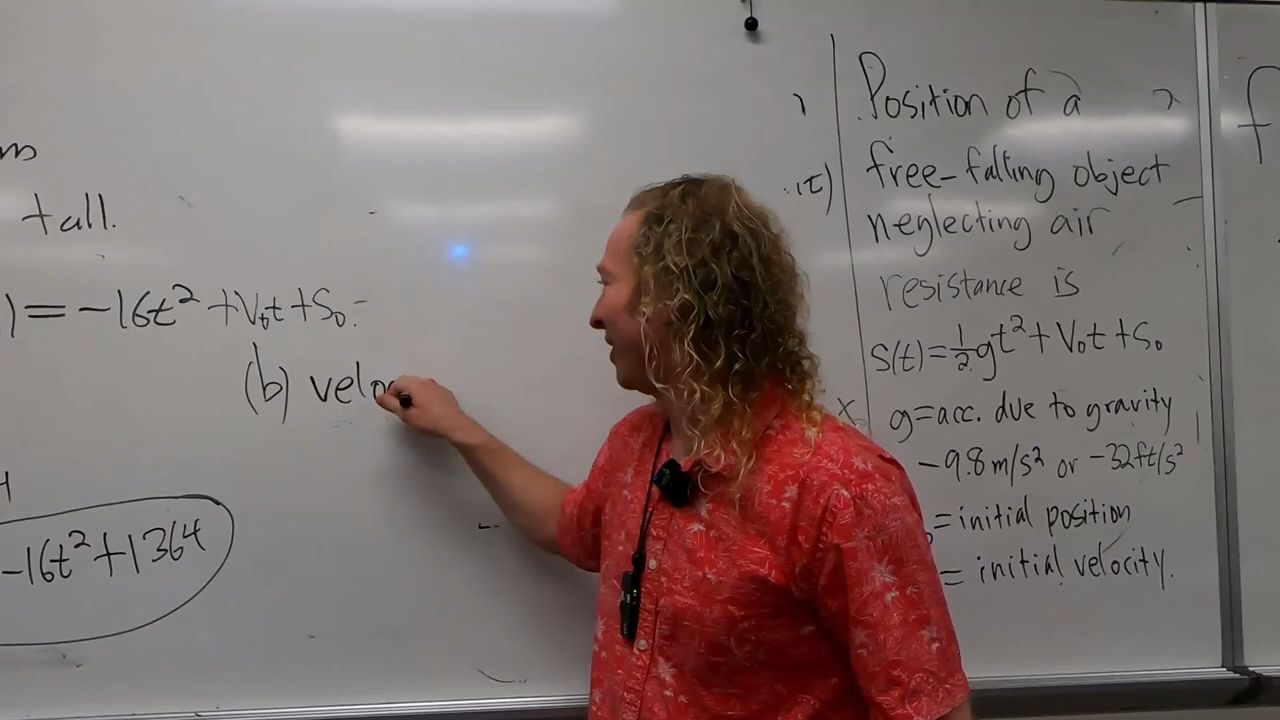 tall.
) = -16t² + V₀t + S₀.
(b) velo
-16t² + 1364
Position of a
free-falling object
neglecting air
resistance is
s(t) = ½gt² + V₀t + S₀
g = acc. due to gravity
-9.8 m/s² or -32 ft/s²
= initial position
= initial velocity.
f